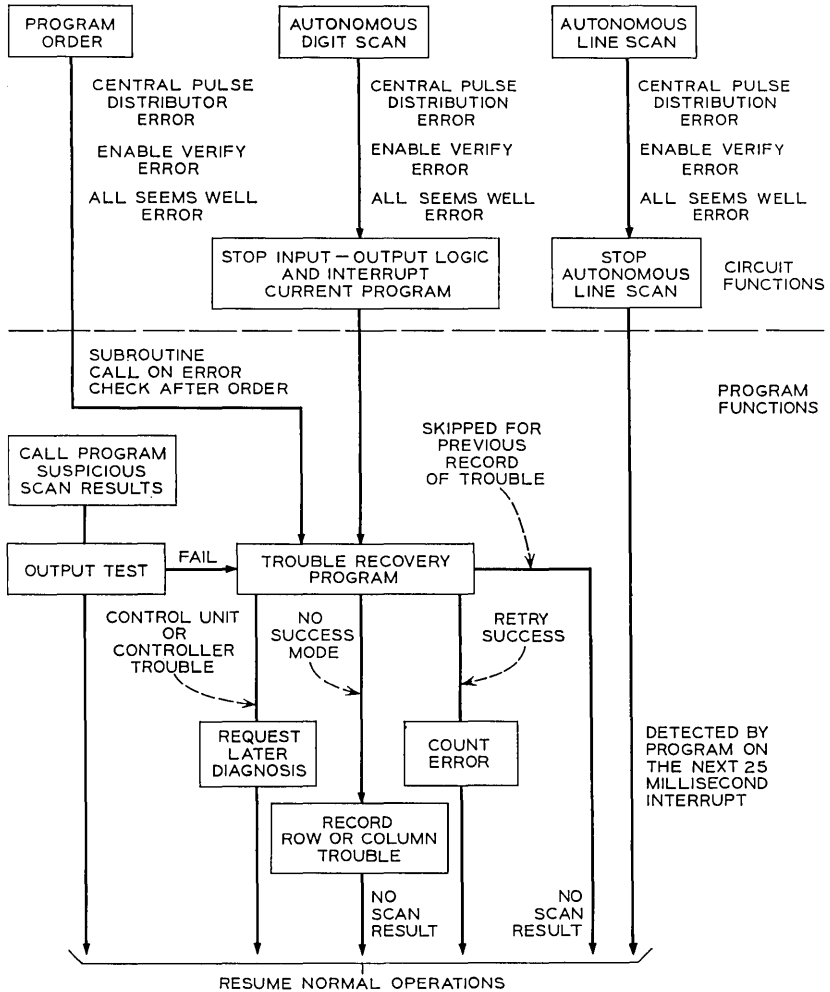 PROGRAM
ORDER
AUTONOMOUS
DIGIT SCAN
AUTONOMOUS
LINE SCAN
CENTRAL PULSE
DISTRIBUTOR
ERROR
ENABLE VERIFY
ERROR
ALL SEEMS WELL
ERROR
CENTRAL PULSE
DISTRIBUTION
ERROR
ENABLE VERIFY
ERROR
ALL SEEMS WELL
ERROR
CENTRAL PULSE
DISTRIBUTION
ERROR
ENABLE VERIFY
ERROR
ALL SEEMS WELL
ERROR
STOP INPUT-OUTPUT LOGIC
AND INTERRUPT
CURRENT PROGRAM
STOP
AUTONOMOUS
LINE SCAN
CIRCUIT
FUNCTIONS
SUBROUTINE
CALL ON ERROR
CHECK AFTER ORDER
PROGRAM
FUNCTIONS
CALL PROGRAM
SUSPICIOUS
SCAN RESULTS
SKIPPED FOR
PREVIOUS
RECORD
OF TROUBLE
OUTPUT TEST
FAIL
TROUBLE RECOVERY
PROGRAM
CONTROL UNIT
OR
CONTROLLER
TROUBLE
NO
SUCCESS
MODE
RETRY
SUCCESS
REQUEST
LATER
DIAGNOSIS
COUNT
ERROR
DETECTED BY
PROGRAM ON
THE NEXT 25
MILLISECOND
INTERRUPT
RECORD
ROW OR COLUMN
TROUBLE
NO
SCAN
RESULT
NO
SCAN
RESULT
RESUME NORMAL OPERATIONS